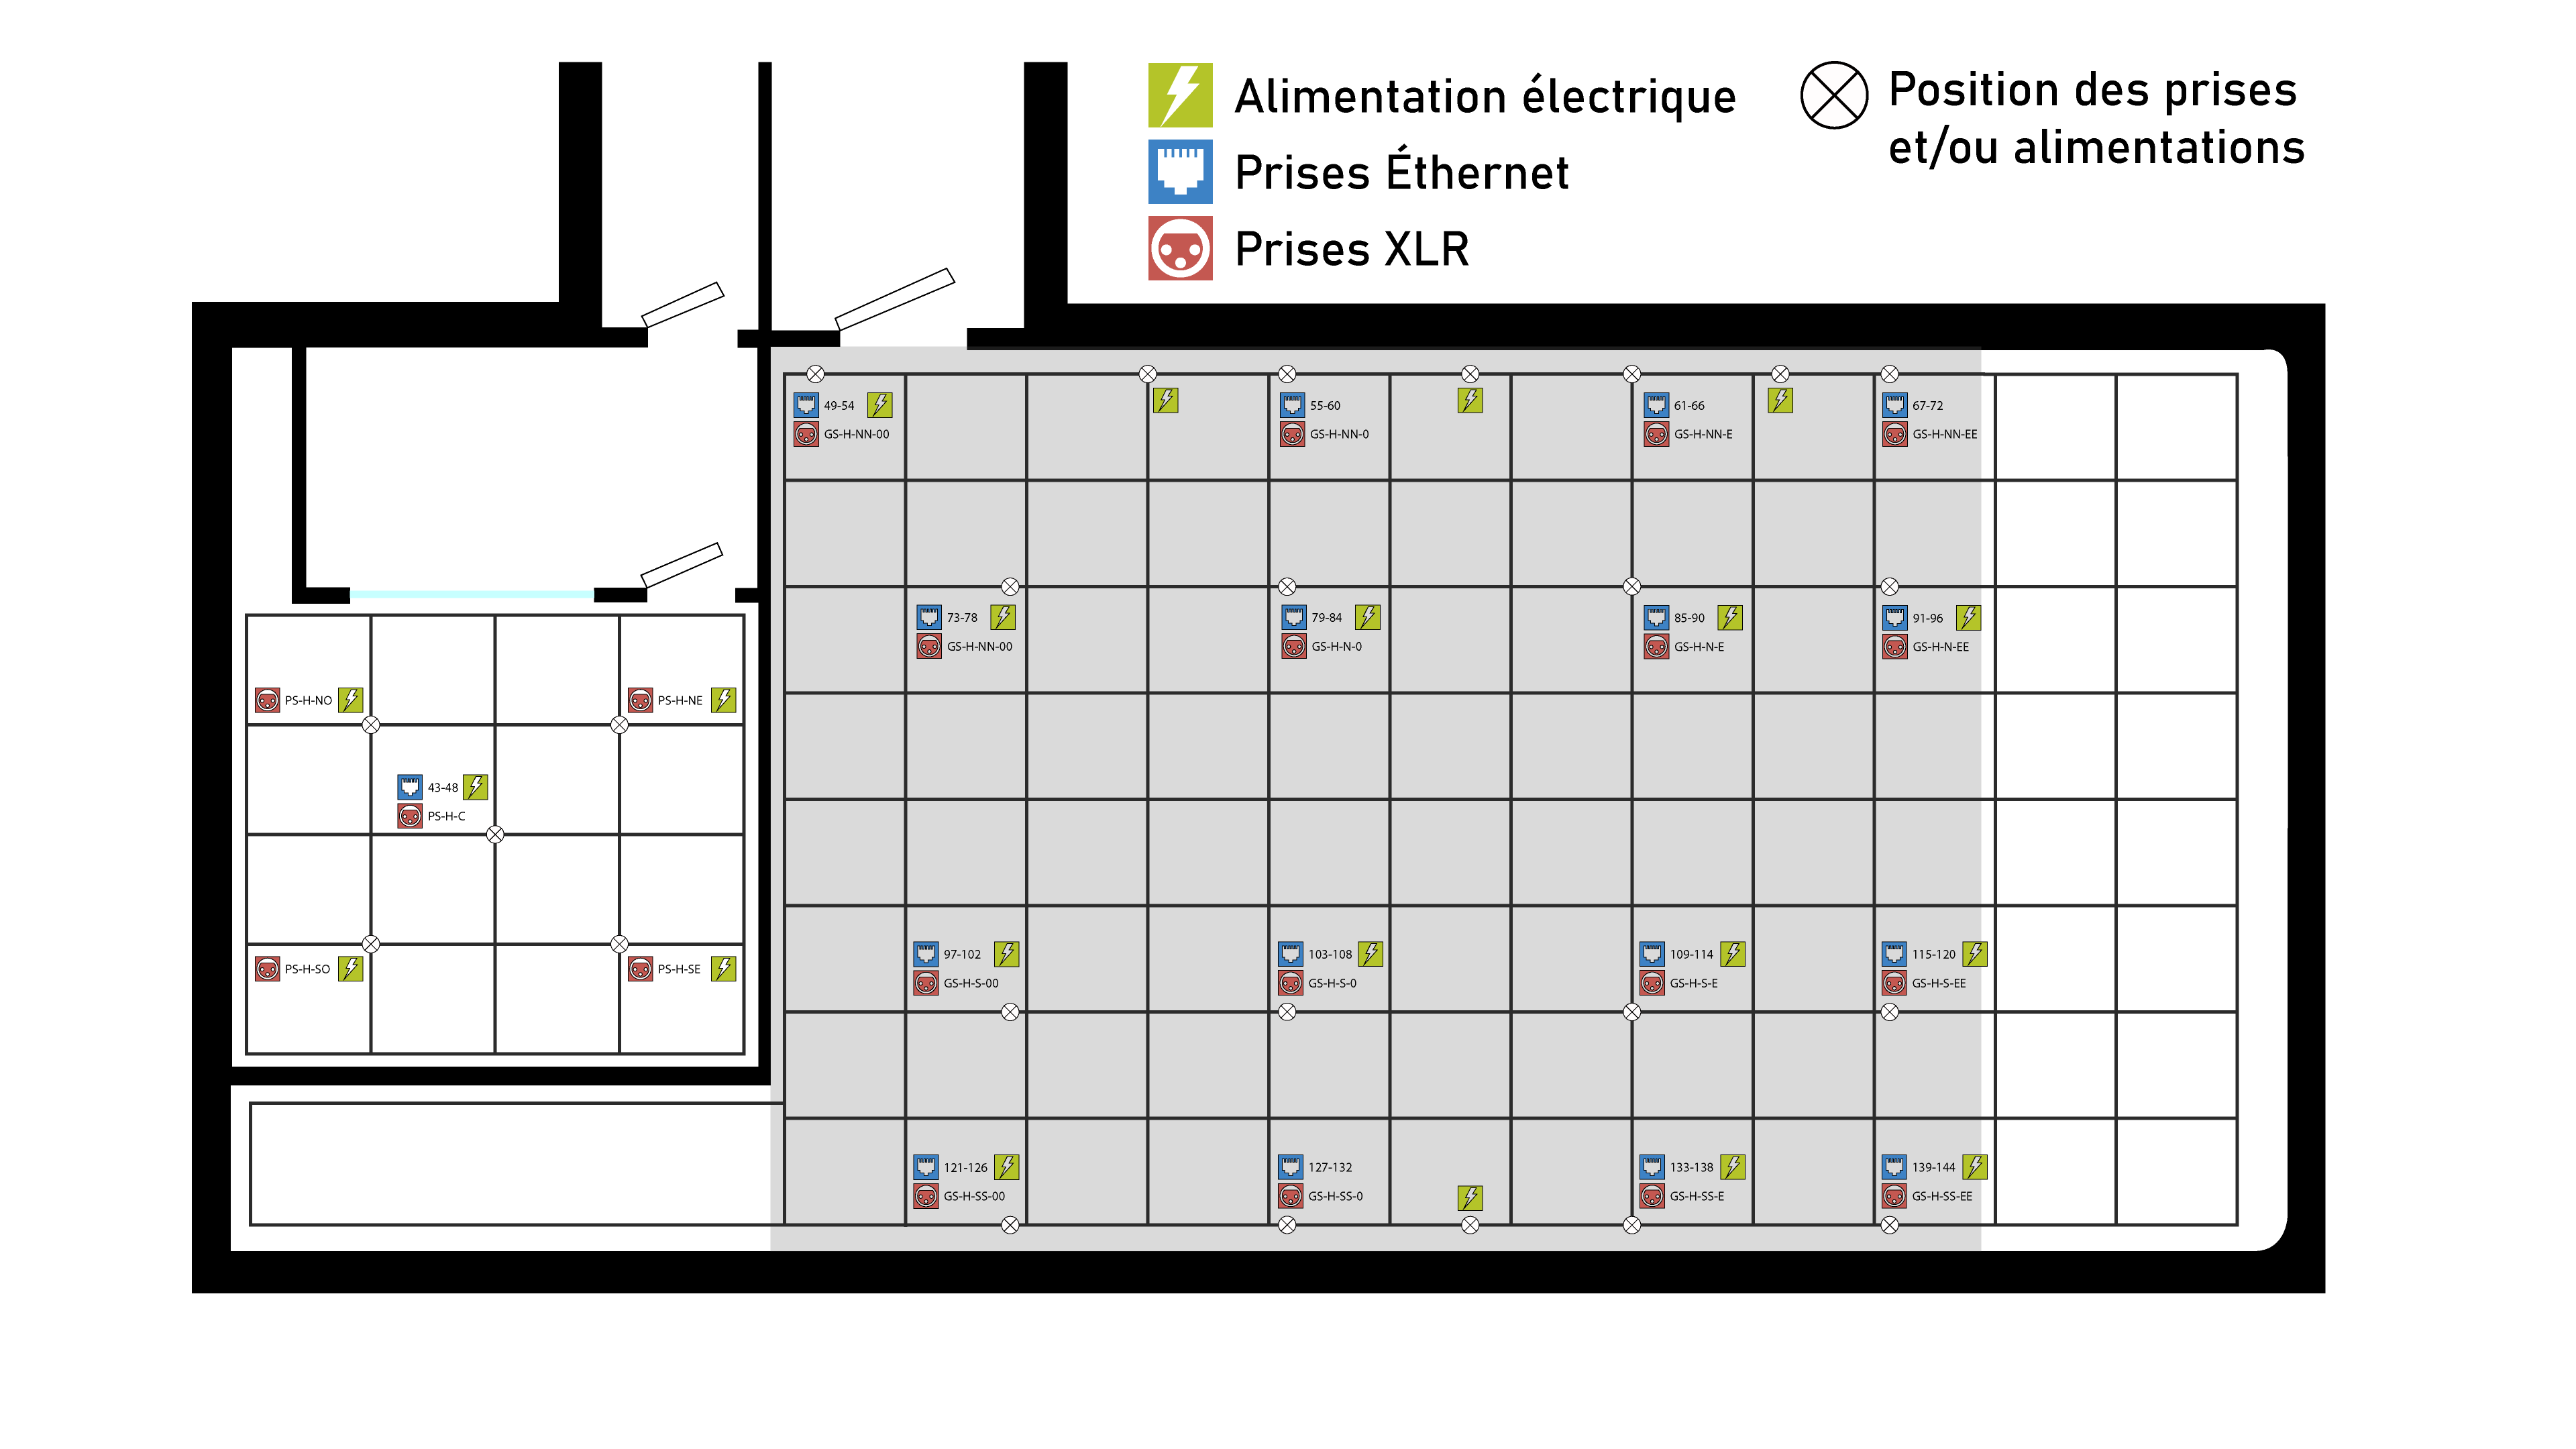 Alimentation électrique
Prises Éthernet
Prises XLR
Position des prises
et/ou alimentations
49-54
GS-H-NN-00
55-60
GS-H-NN-0
61-66
GS-H-NN-E
67-72
GS-H-NN-EE
73-78
GS-H-NN-00
79-84
GS-H-N-0
85-90
GS-H-N-E
91-96
GS-H-N-EE
PS-H-NO
PS-H-NE
43-48
PS-H-C
PS-H-SO
PS-H-SE
97-102
GS-H-S-00
103-108
GS-H-S-0
109-114
GS-H-S-E
115-120
GS-H-S-EE
121-126
GS-H-SS-00
127-132
GS-H-SS-0
133-138
GS-H-SS-E
139-144
GS-H-SS-EE